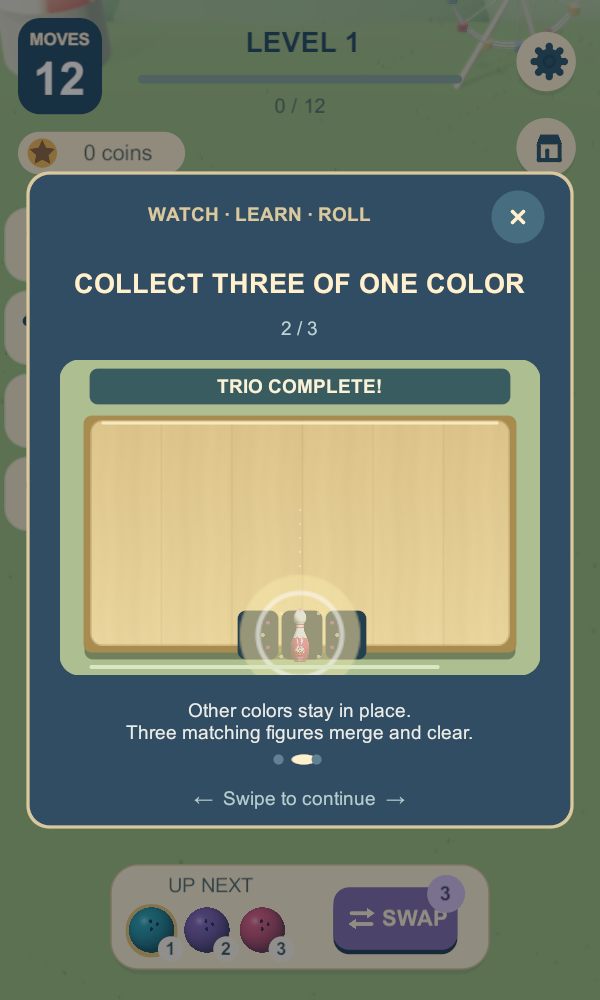 MOVES
12
LEVEL 1
0 / 12
0 coins
WATCH · LEARN · ROLL
×
COLLECT THREE OF ONE COLOR
2 / 3
TRIO COMPLETE!
Other colors stay in place.
Three matching figures merge and clear.
← Swipe to continue →
UP NEXT
1
2
3
SWAP
3